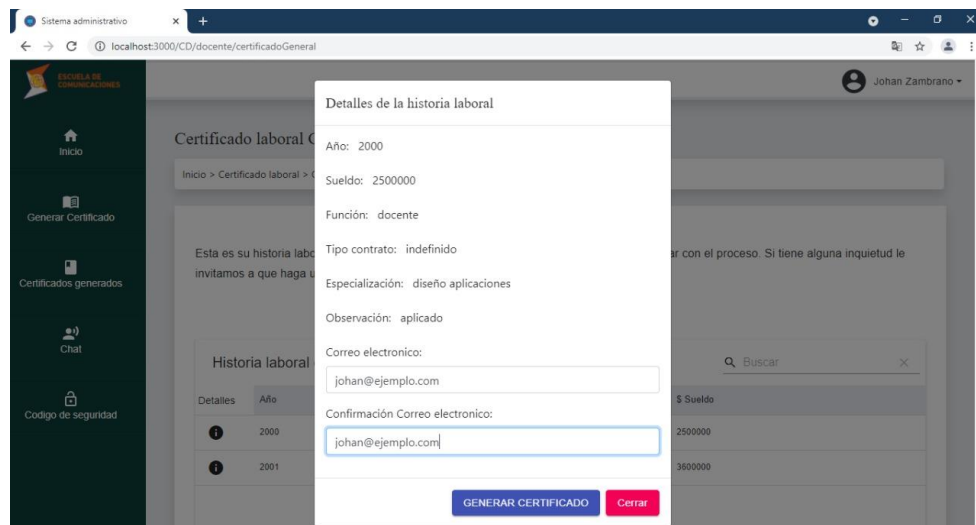 Sistema administrativo
localhost:3000/CD/docente/certificadoGeneral
ESCUELA DE
COMUNICACIONES
Johan Zambrano
Inicio
Generar Certificado
Certificados generados
Chat
Codigo de seguridad
Certificado laboral
Inicio > Certificado laboral >
Esta es su historia
ar con el proceso. Si tiene alguna inquietud le
invitamos a que haga
Historia laboral
Buscar
Detalles Año $ Sueldo
2000 2500000
2001 3600000
Detalles de la historia laboral
Año: 2000
Sueldo: 2500000
Función: docente
Tipo contrato: indefinido
Especialización: diseño aplicaciones
Observación: aplicado
Correo electronico:
johan@ejemplo.com
Confirmación Correo electronico:
johan@ejemplo.com
GENERAR CERTIFICADO Cerrar